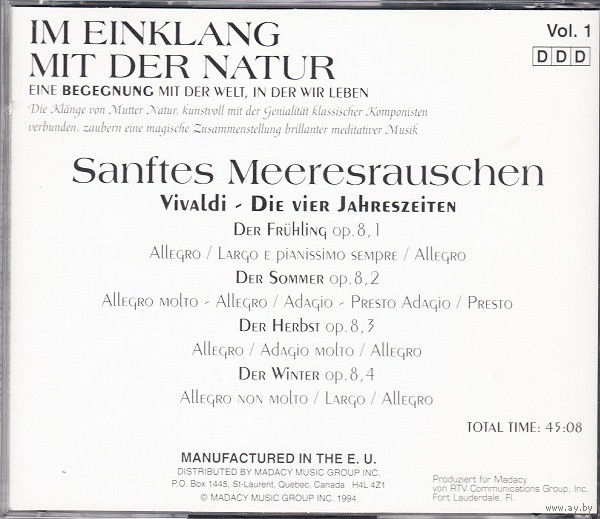 IM EINKLANG
MIT DER NATUR
EINE BEGEGNUNG MIT DER WELT, IN DER WIR LEBEN
Die Klänge von Mutter Natur, kunstvoll mit der Genialität klassischer Komponisten
verbunden, zaubern eine magische Zusammenstellung brillanter meditativer Musik
Vol. 1
DDD
Sanftes Meeresrauschen
Vivaldi - Die vier Jahreszeiten
Der Frühling op.8,1
Allegro / Largo e pianissimo sempre / Allegro
Der Sommer op.8,2
Allegro molto - Allegro / Adagio - Presto Adagio / Presto
Der Herbst op.8,3
Allegro / Adagio molto / Allegro
Der Winter op.8,4
Allegro non molto / Largo / Allegro
TOTAL TIME: 45:08
MANUFACTURED IN THE E. U.
DISTRIBUTED BY MADACY MUSIC GROUP INC.
P.O. Box 1445, St-Laurent, Quebec, Canada H4L 4Z1
© MADACY MUSIC GROUP INC. 1994
Produziert für Madacy
von RTV Communications Group, Inc.
Fort Lauderdale, Fl.
www.ay.by